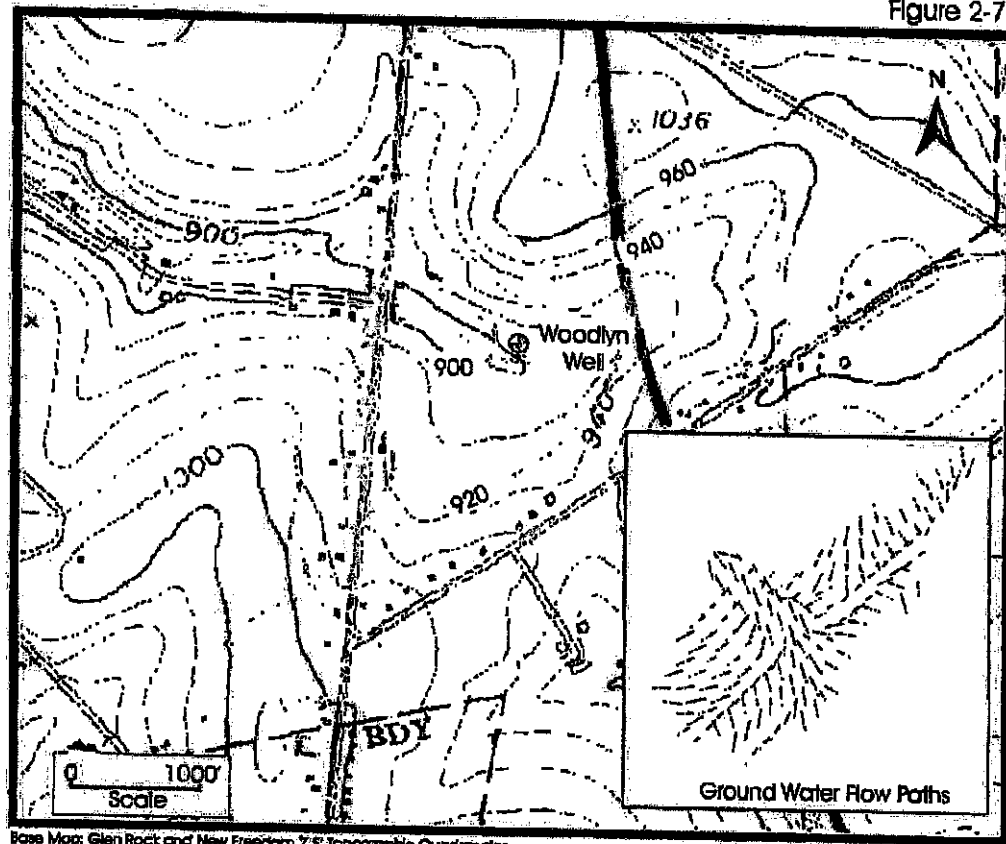 Figure 2-7
N
x 1036
960
900
940
Woodlyn
Well
900
940
1000
920
BDY
0 1000'
Scale
Ground Water Flow Paths
Base Map: Glen Rock and New Freedom 7.5' Topographic Quadrangles